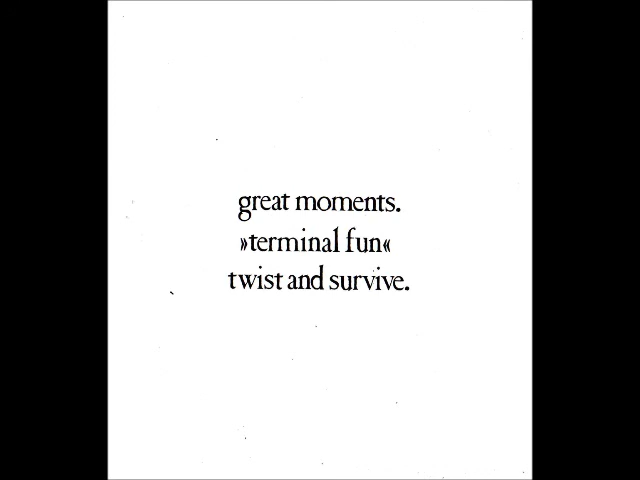 great moments.
»terminal fun«
twist and survive.